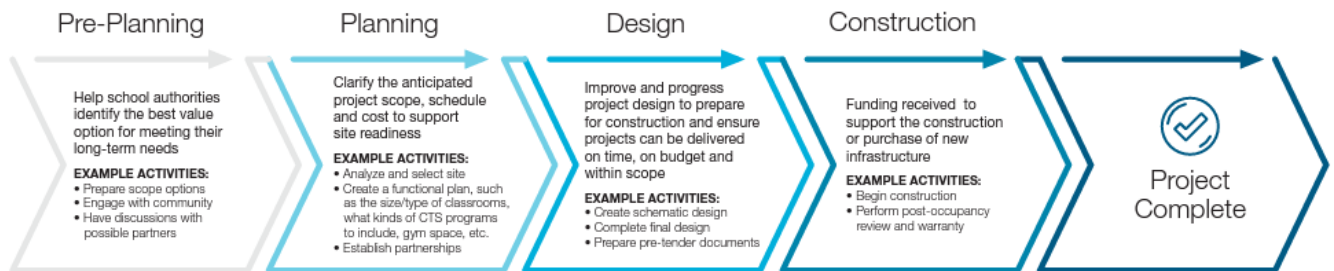 Pre-Planning
Help school authorities
identify the best value
option for meeting their
long-term needs
EXAMPLE ACTIVITIES:
• Prepare scope options
• Engage with community
• Have discussions with
possible partners
Planning
Clarify the anticipated
project scope, schedule
and cost to support
site readiness
EXAMPLE ACTIVITIES:
• Analyze and select site
• Create a functional plan, such
as the size/type of classrooms,
what kinds of CTS programs
to include, gym space, etc.
• Establish partnerships
Design
Improve and progress
project design to prepare
for construction and ensure
projects can be delivered
on time, on budget and
within scope
EXAMPLE ACTIVITIES:
• Create schematic design
• Complete final design
• Prepare pre-tender documents
Construction
Funding received to
support the construction
or purchase of new
infrastructure
EXAMPLE ACTIVITIES:
• Begin construction
• Perform post-occupancy
review and warranty
Project
Complete